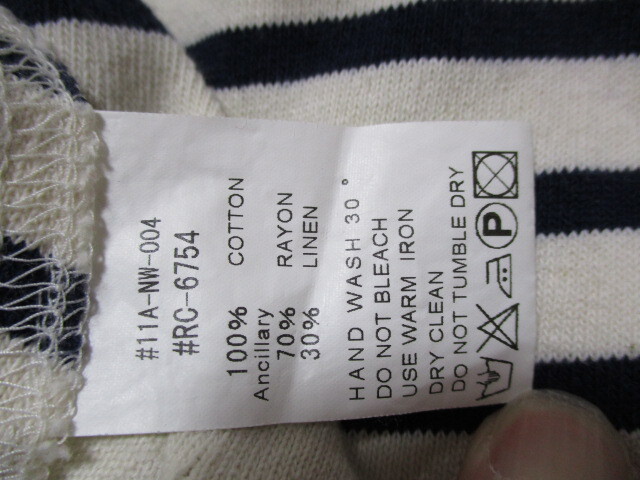 #11A-NW-004
#RC-6754
100% COTTON
Ancillary
70% RAYON
30% LINEN
HAND WASH 30°
DO NOT BLEACH
USE WARM IRON
DRY CLEAN
DO NOT TUMBLE DRY
P